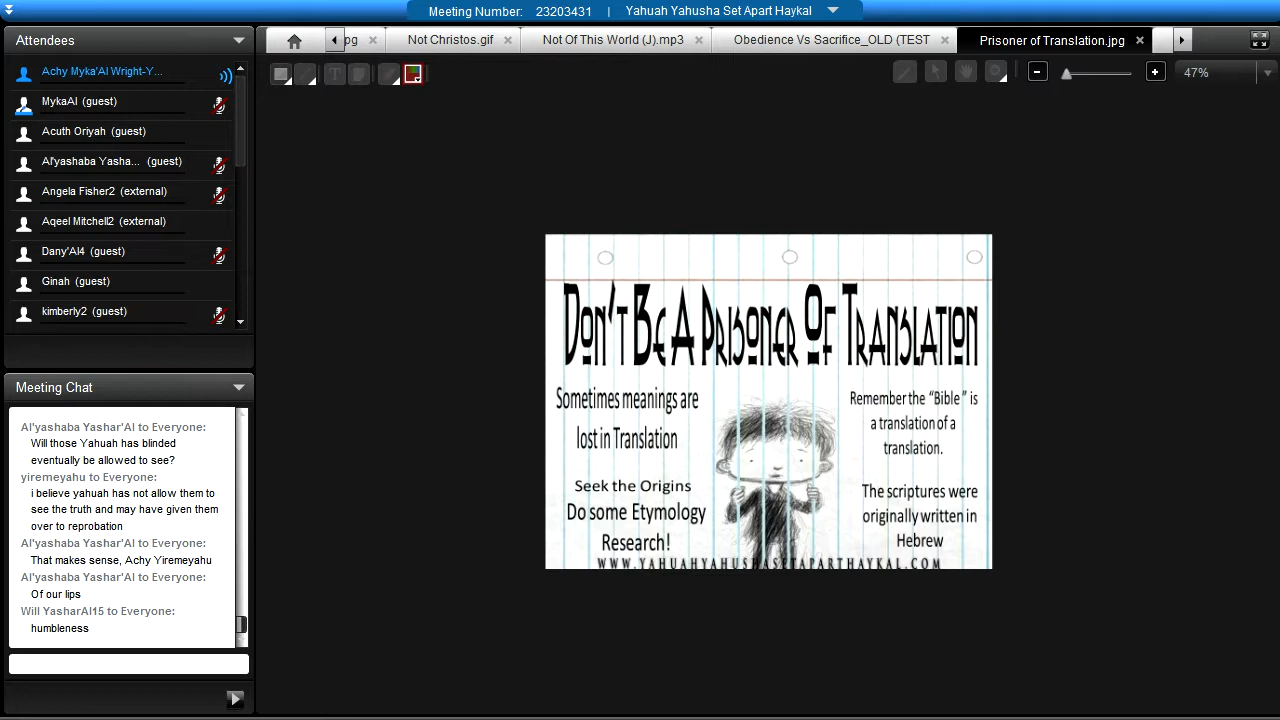 Meeting Number: 23203431 | Yahuah Yahusha Set Apart Haykal
Attendees
pg
Not Christos.gif
Not Of This World (J).mp3
Obedience Vs Sacrifice_OLD (TEST
Prisoner of Translation.jpg
47%
Achy Myka'Al Wright-Y...
MykaAl (guest)
Acuth Oriyah (guest)
Al'yashaba Yasha... (guest)
Angela Fisher2 (external)
Aqeel Mitchell2 (external)
Dany'Al4 (guest)
Ginah (guest)
kimberly2 (guest)
Meeting Chat
Al'yashaba Yashar'Al to Everyone:
Will those Yahuah has blinded
eventually be allowed to see?
yiremeyahu to Everyone:
i believe yahuah has not allow them to
see the truth and may have given them
over to reprobation
Al'yashaba Yashar'Al to Everyone:
That makes sense, Achy Yiremeyahu
Al'yashaba Yashar'Al to Everyone:
Of our lips
Will YasharAl15 to Everyone:
humbleness
Don't Be A Prisoner Of Translation
Sometimes meanings are
lost in Translation
Seek the Origins
Do some Etymology
Research!
Remember the “Bible” is
a translation of a
translation.
The scriptures were
originally written in
Hebrew
WWW.YAHUAHYAHUSHASETAPARTHAYKAL.COM